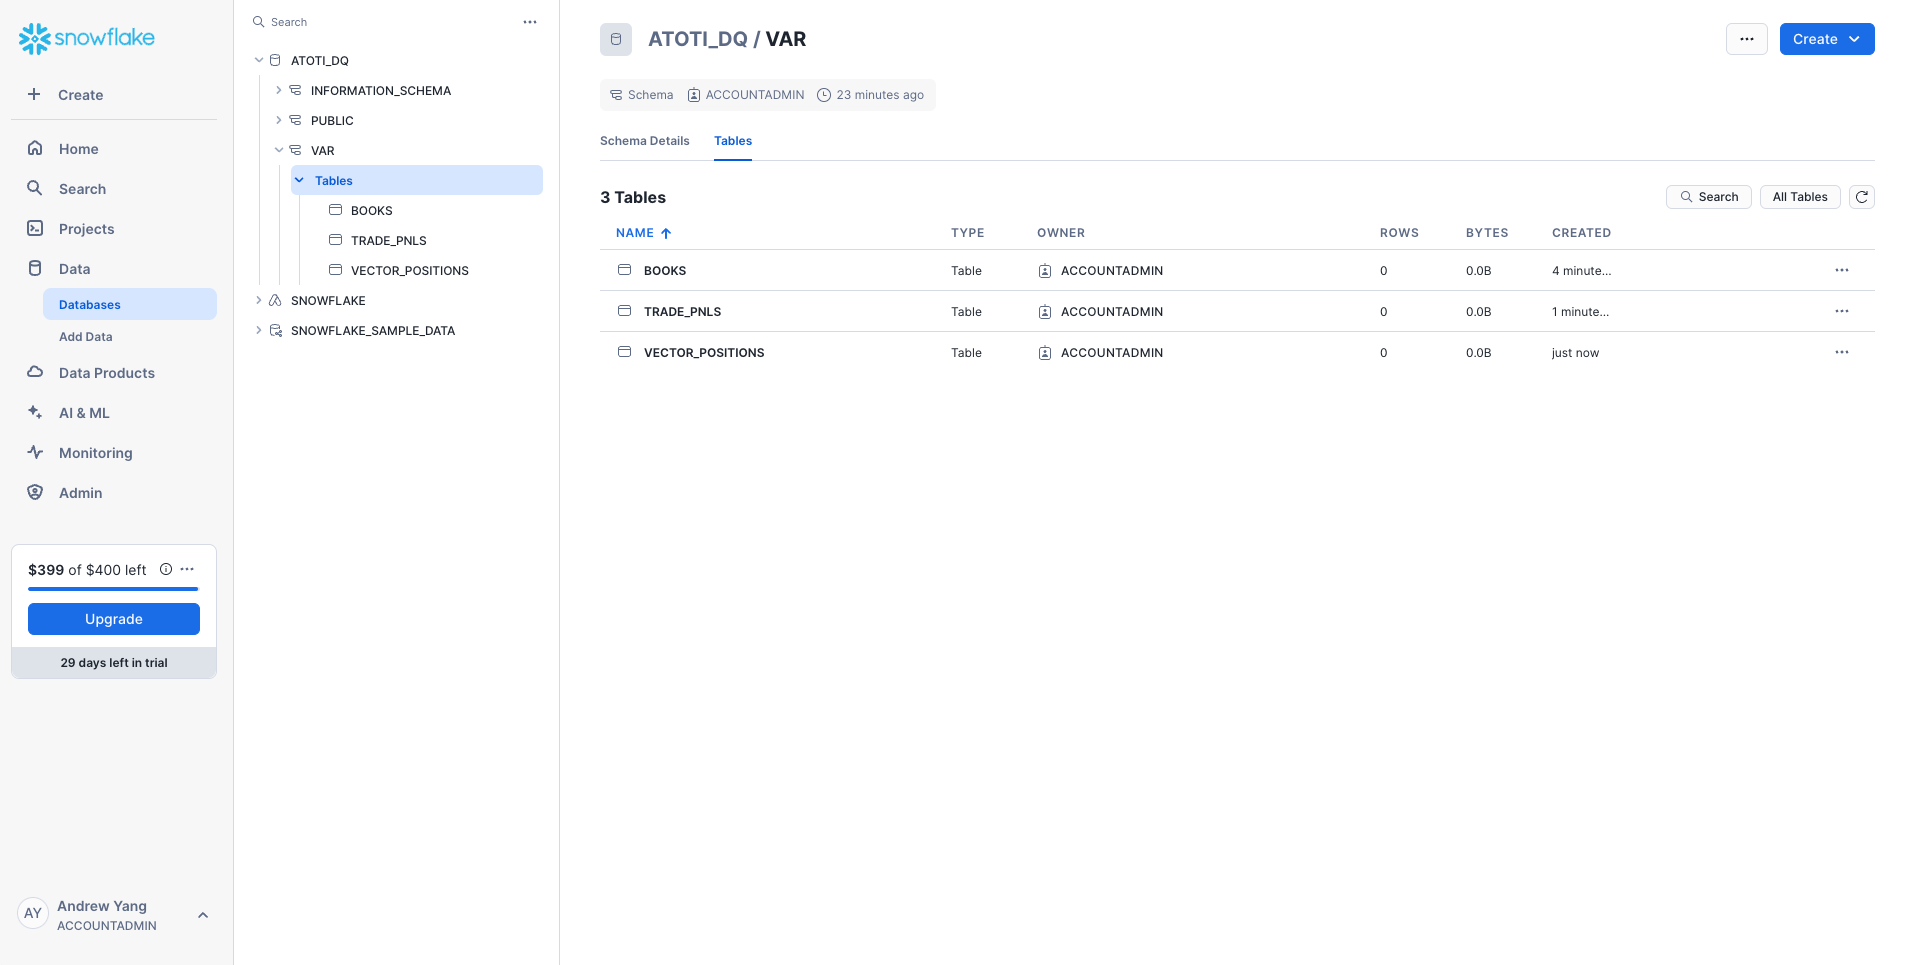 snowflake
Create
Home
Search
Projects
Data
Databases
Add Data
Data Products
AI & ML
Monitoring
Admin
$399 of $400 left
Upgrade
29 days left in trial
AY
Andrew Yang
ACCOUNTADMIN
Search
ATOTI_DQ
INFORMATION_SCHEMA
PUBLIC
VAR
Tables
BOOKS
TRADE_PNLS
VECTOR_POSITIONS
SNOWFLAKE
SNOWFLAKE_SAMPLE_DATA
ATOTI_DQ / VAR
Create
Schema ACCOUNTADMIN 23 minutes ago
Schema Details Tables
3 Tables
Search All Tables
NAME TYPE OWNER ROWS BYTES CREATED
BOOKS Table ACCOUNTADMIN 0 0.0B 4 minute...
TRADE_PNLS Table ACCOUNTADMIN 0 0.0B 1 minute...
VECTOR_POSITIONS Table ACCOUNTADMIN 0 0.0B just now